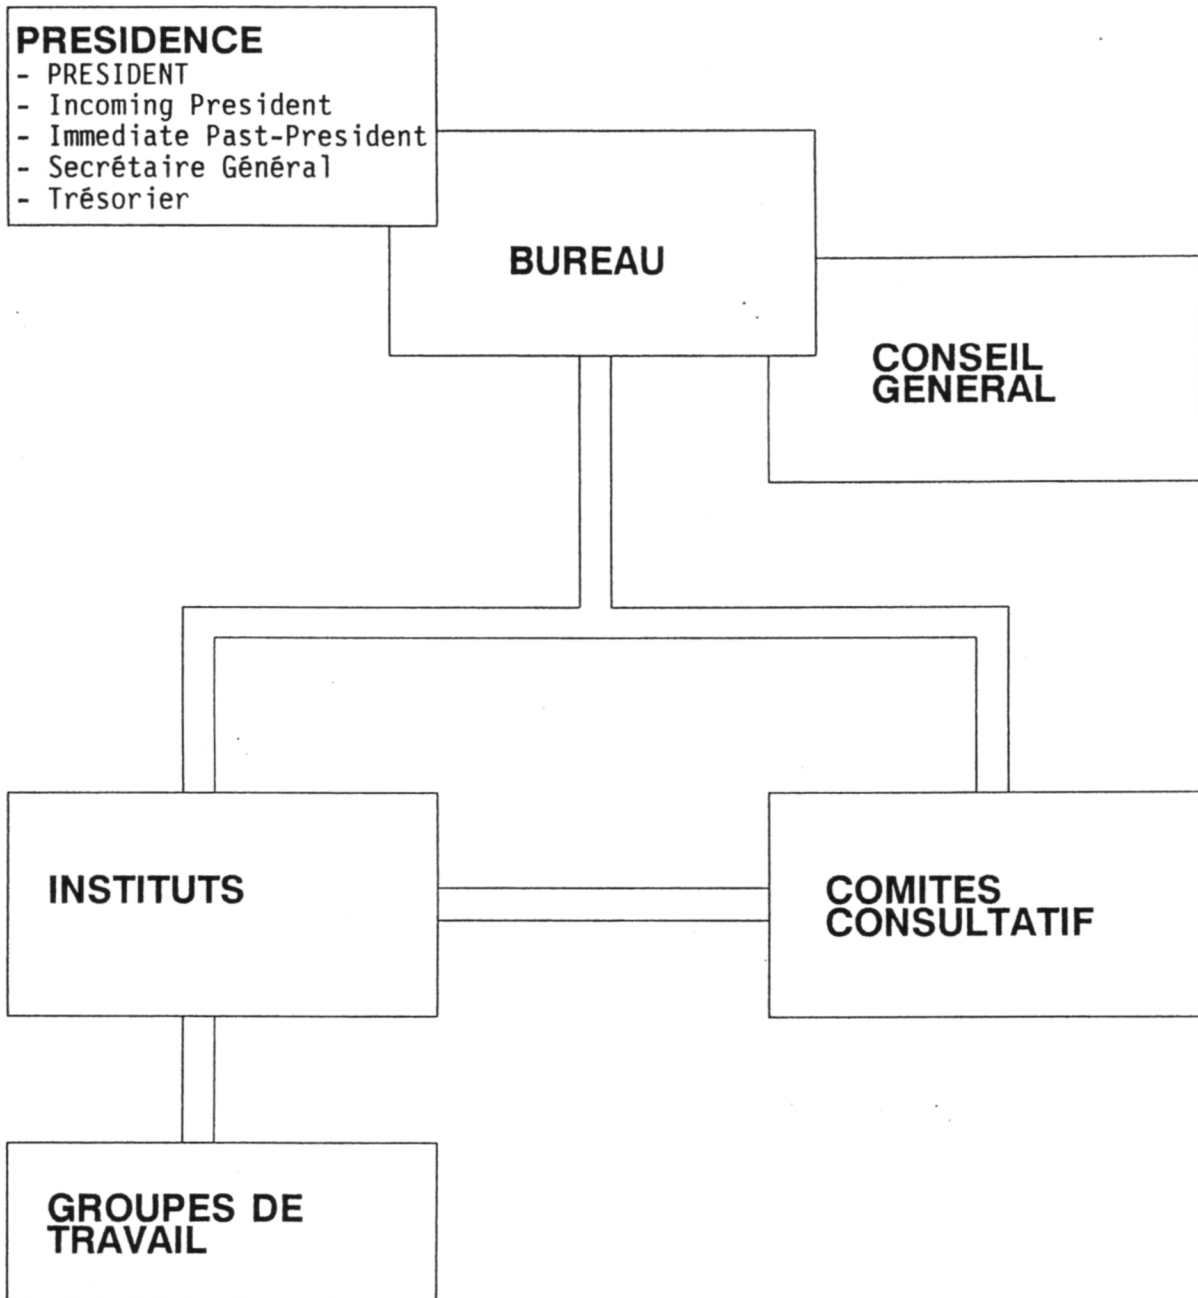 PRESIDENCE
- PRESIDENT
- Incoming President
- Immediate Past-President
- Secrétaire Général
- Trésorier
BUREAU
CONSEIL
GENERAL
INSTITUTS
COMITES
CONSULTATIF
GROUPES DE
TRAVAIL